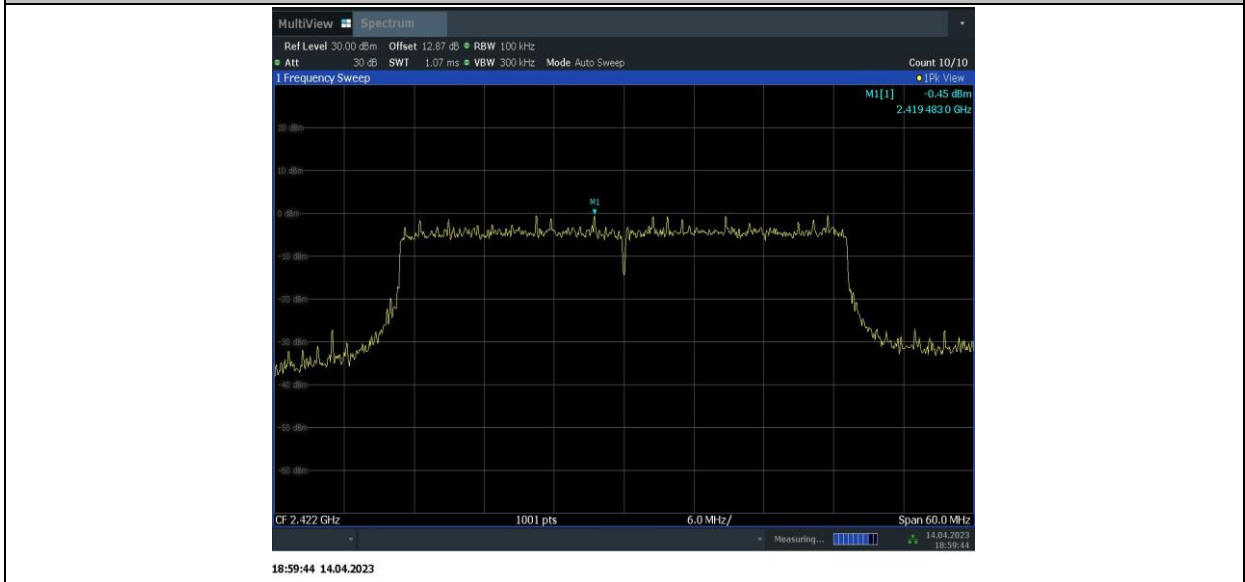 MultiView Spectrum
Ref Level 30.00 dBm Offset 12.87 dB RBW 100 kHz
Att 30 dB SWT 1.07 ms VBW 300 kHz Mode Auto Sweep Count 10/10
1 Frequency Sweep 1Pk View
M1[1] -0.45 dBm
2.419 483 0 GHz
20 dBm
10 dBm
M1
0 dBm
-10 dBm
-20 dBm
-30 dBm
-40 dBm
-50 dBm
-60 dBm
CF 2.422 GHz 1001 pts 6.0 MHz/ Span 60.0 MHz
Measuring... 14.04.2023
18:59:44
18:59:44 14.04.2023